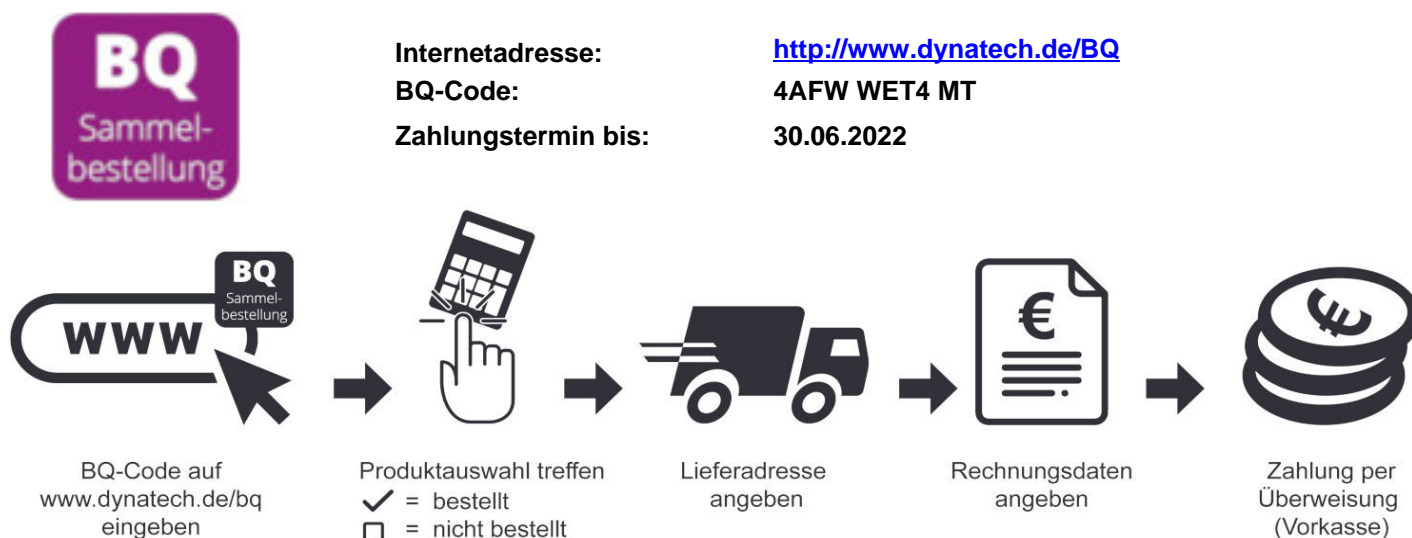 BQ
Sammel-
bestellung
Internetadresse: http://www.dynatech.de/BQ
BQ-Code: 4AFW WET4 MT
Zahlungstermin bis: 30.06.2022
BQ
Sammel-
bestellung
WWW
€
€
BQ-Code auf
www.dynatech.de/bq
eingeben
Produktauswahl treffen
✓ = bestellt
□ = nicht bestellt
Lieferadresse
angeben
Rechnungsdaten
angeben
Zahlung per
Überweisung
(Vorkasse)